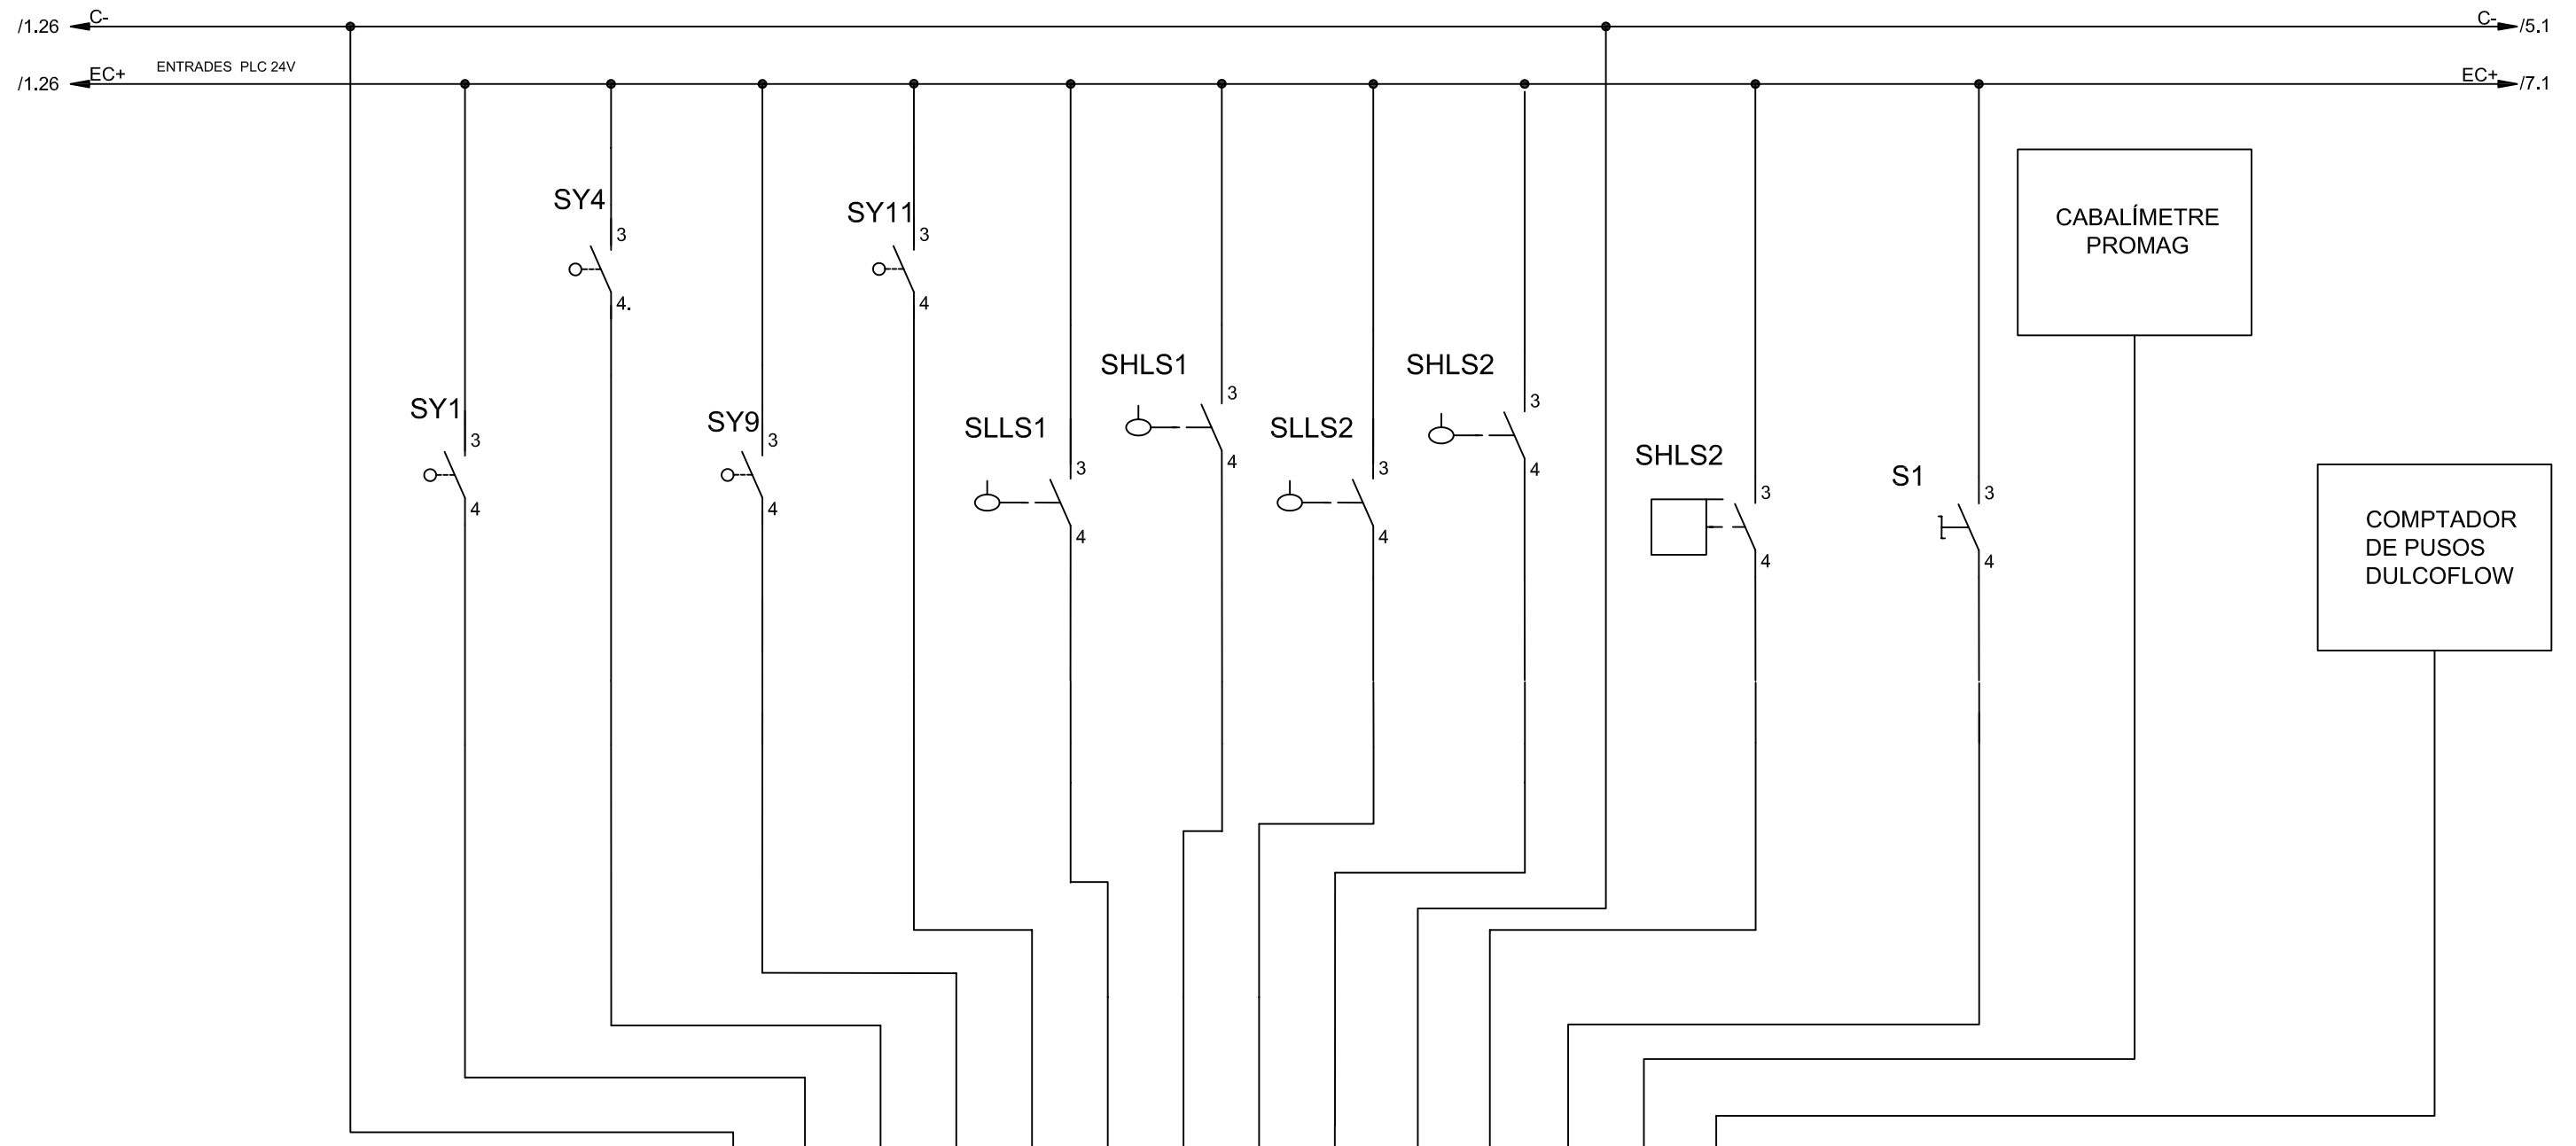 /1.26 C- C- /5.1
/1.26 EC+ ENTRADES PLC 24V EC+ /7.1
SY4
3
4.
SY11
3
4
CABALÍMETRE
PROMAG
SHLS1
3
4
SHLS2
3
4
SY1
3
4
SY9
3
4
SLLS1
3
4
SLLS2
3
4
SHLS2
3
4
S1
3
4
COMPTADOR
DE PUSOS
DULCOFLOW